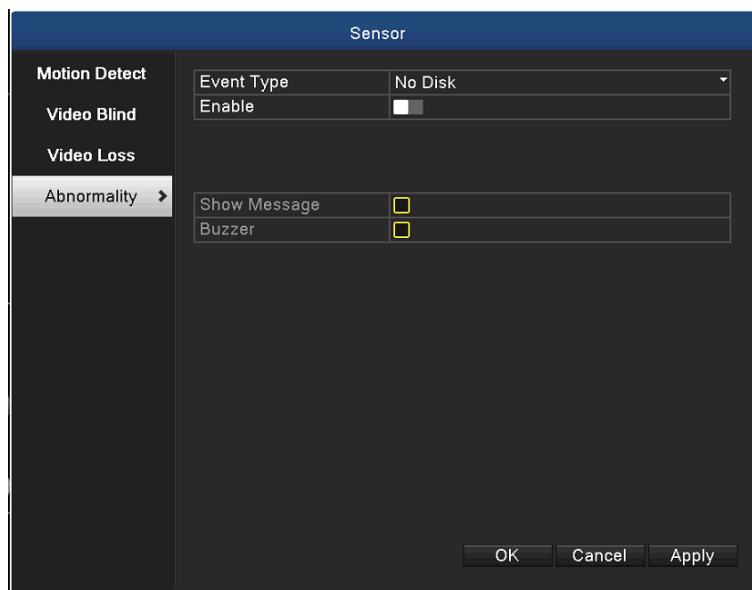 Sensor
Motion Detect
Video Blind
Video Loss
Abnormality
Event Type No Disk
Enable
Show Message
Buzzer
OK Cancel Apply